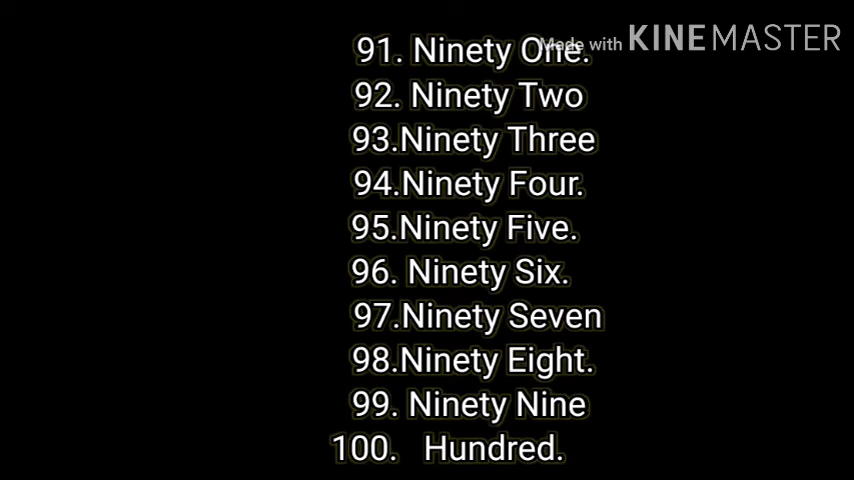 91. Ninety One.
Made with KINEMASTER
92. Ninety Two
93.Ninety Three
94.Ninety Four.
95.Ninety Five.
96. Ninety Six.
97.Ninety Seven
98.Ninety Eight.
99. Ninety Nine
100. Hundred.